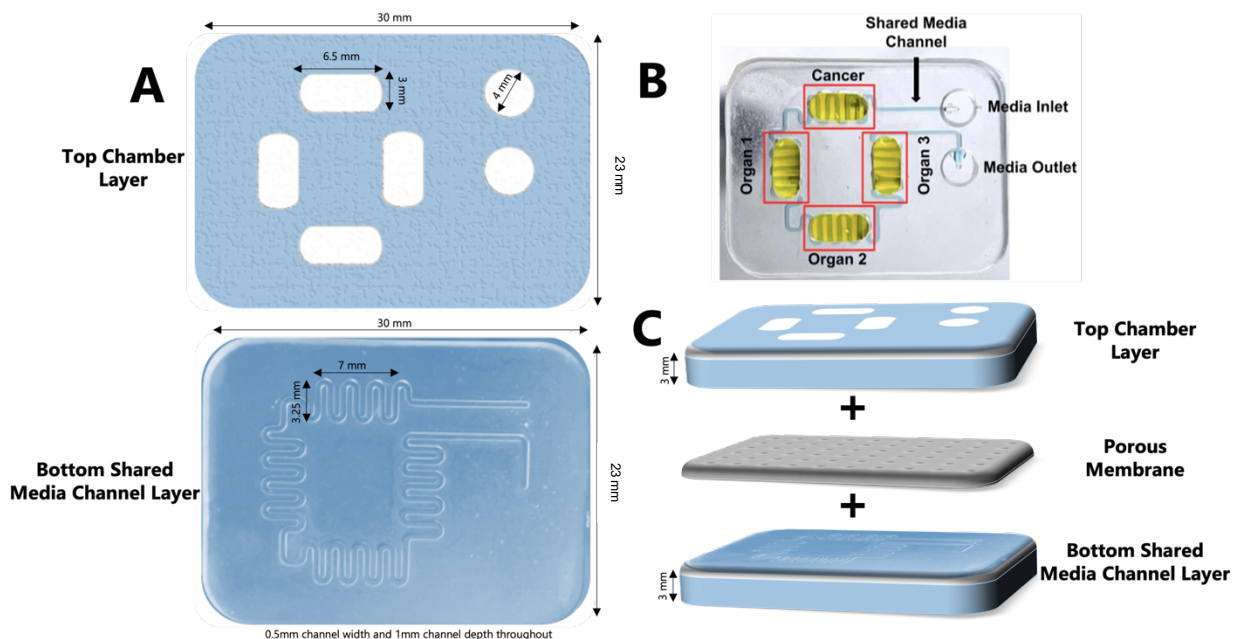 A
30 mm
6.5 mm
3 mm
4 mm
23 mm
Top Chamber
Layer
30 mm
7 mm
3.25 mm
23 mm
Bottom Shared
Media Channel Layer
0.5mm channel width and 1mm channel depth throughout
B
Shared Media
Channel
Cancer
Media Inlet
Organ 1
Organ 3
Media Outlet
Organ 2
C
3 mm
Top Chamber
Layer
+
Porous
Membrane
+
3 mm
Bottom Shared
Media Channel Layer